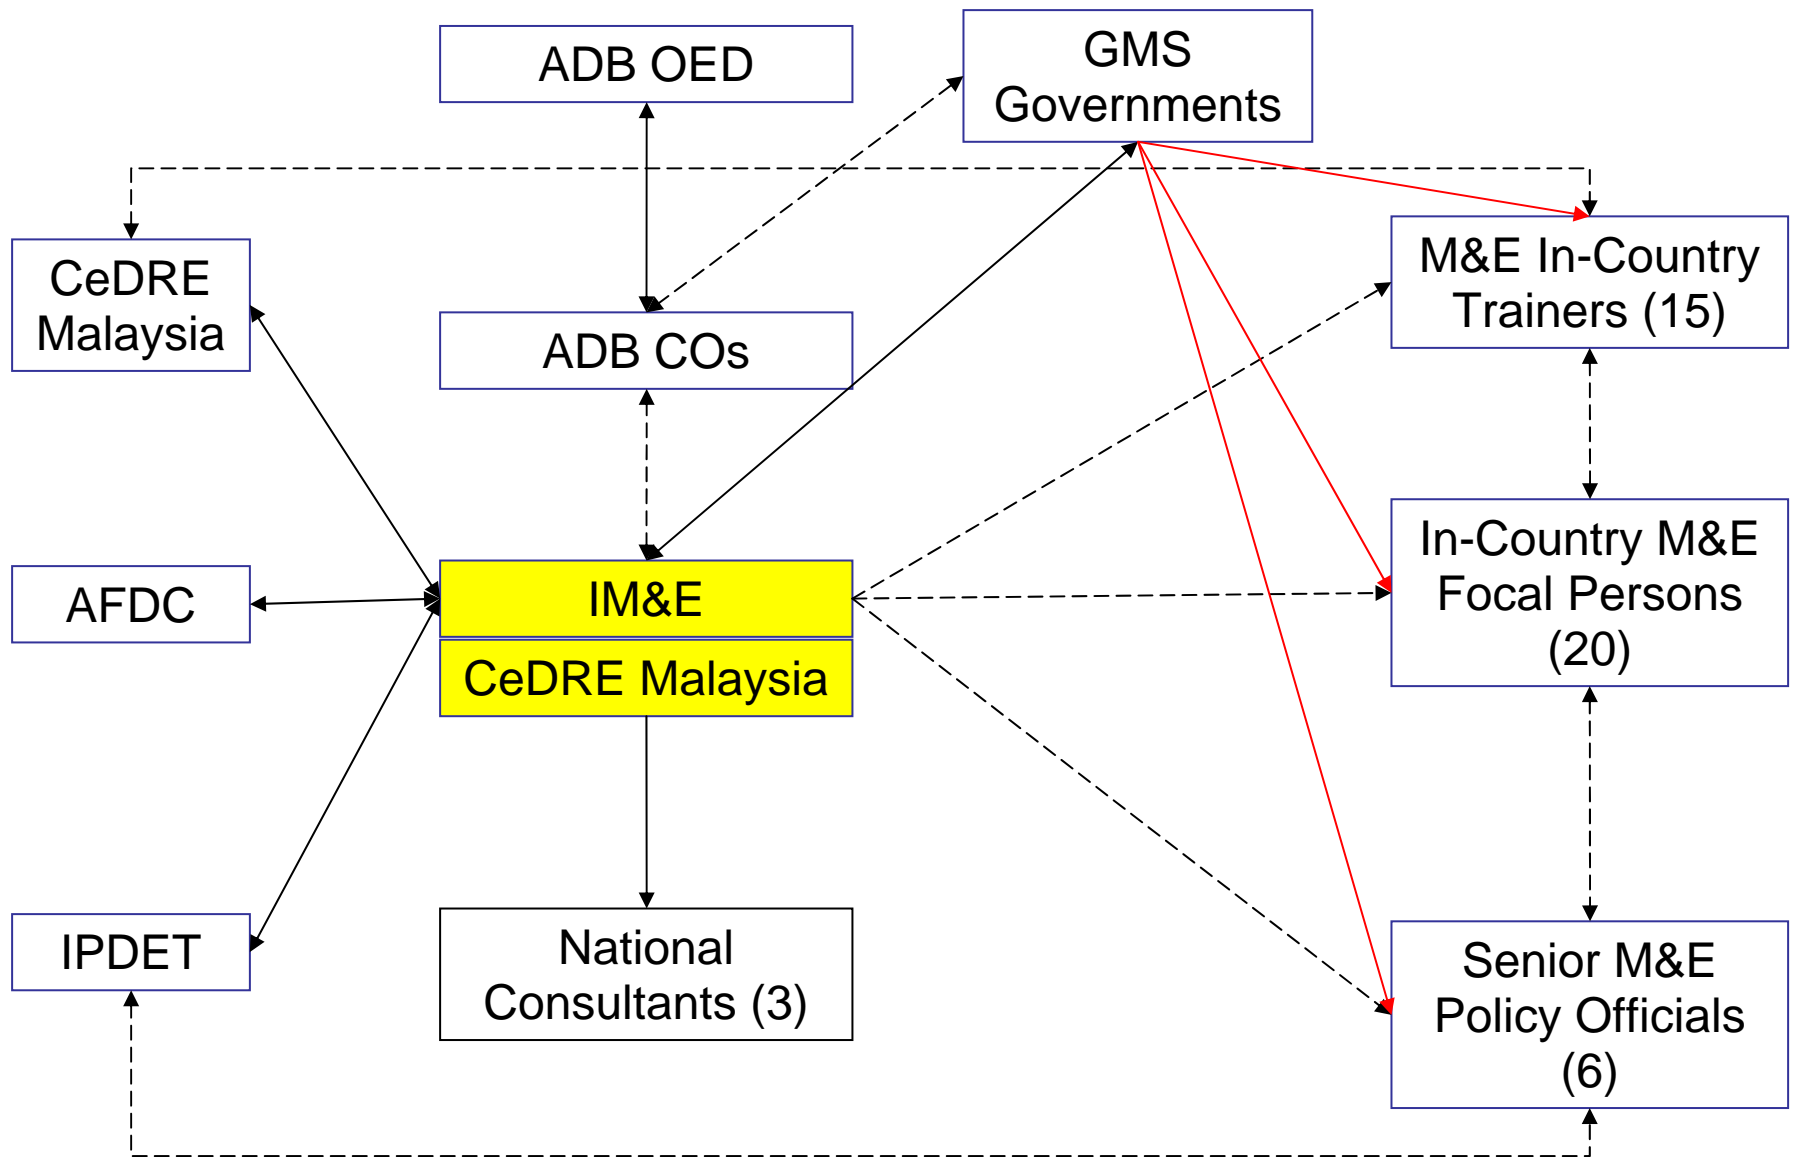 ADB OED
GMS
Governments
CeDRE
Malaysia
ADB COs
M&E In-Country
Trainers (15)
AFDC
IM&E
CeDRE Malaysia
In-Country M&E
Focal Persons
(20)
IPDET
National
Consultants (3)
Senior M&E
Policy Officials
(6)